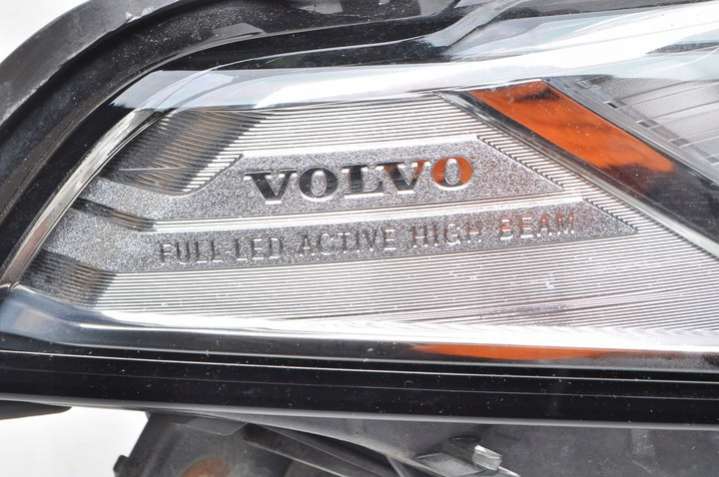 VOLVO
FULL LED ACTIVE HIGH BEAM